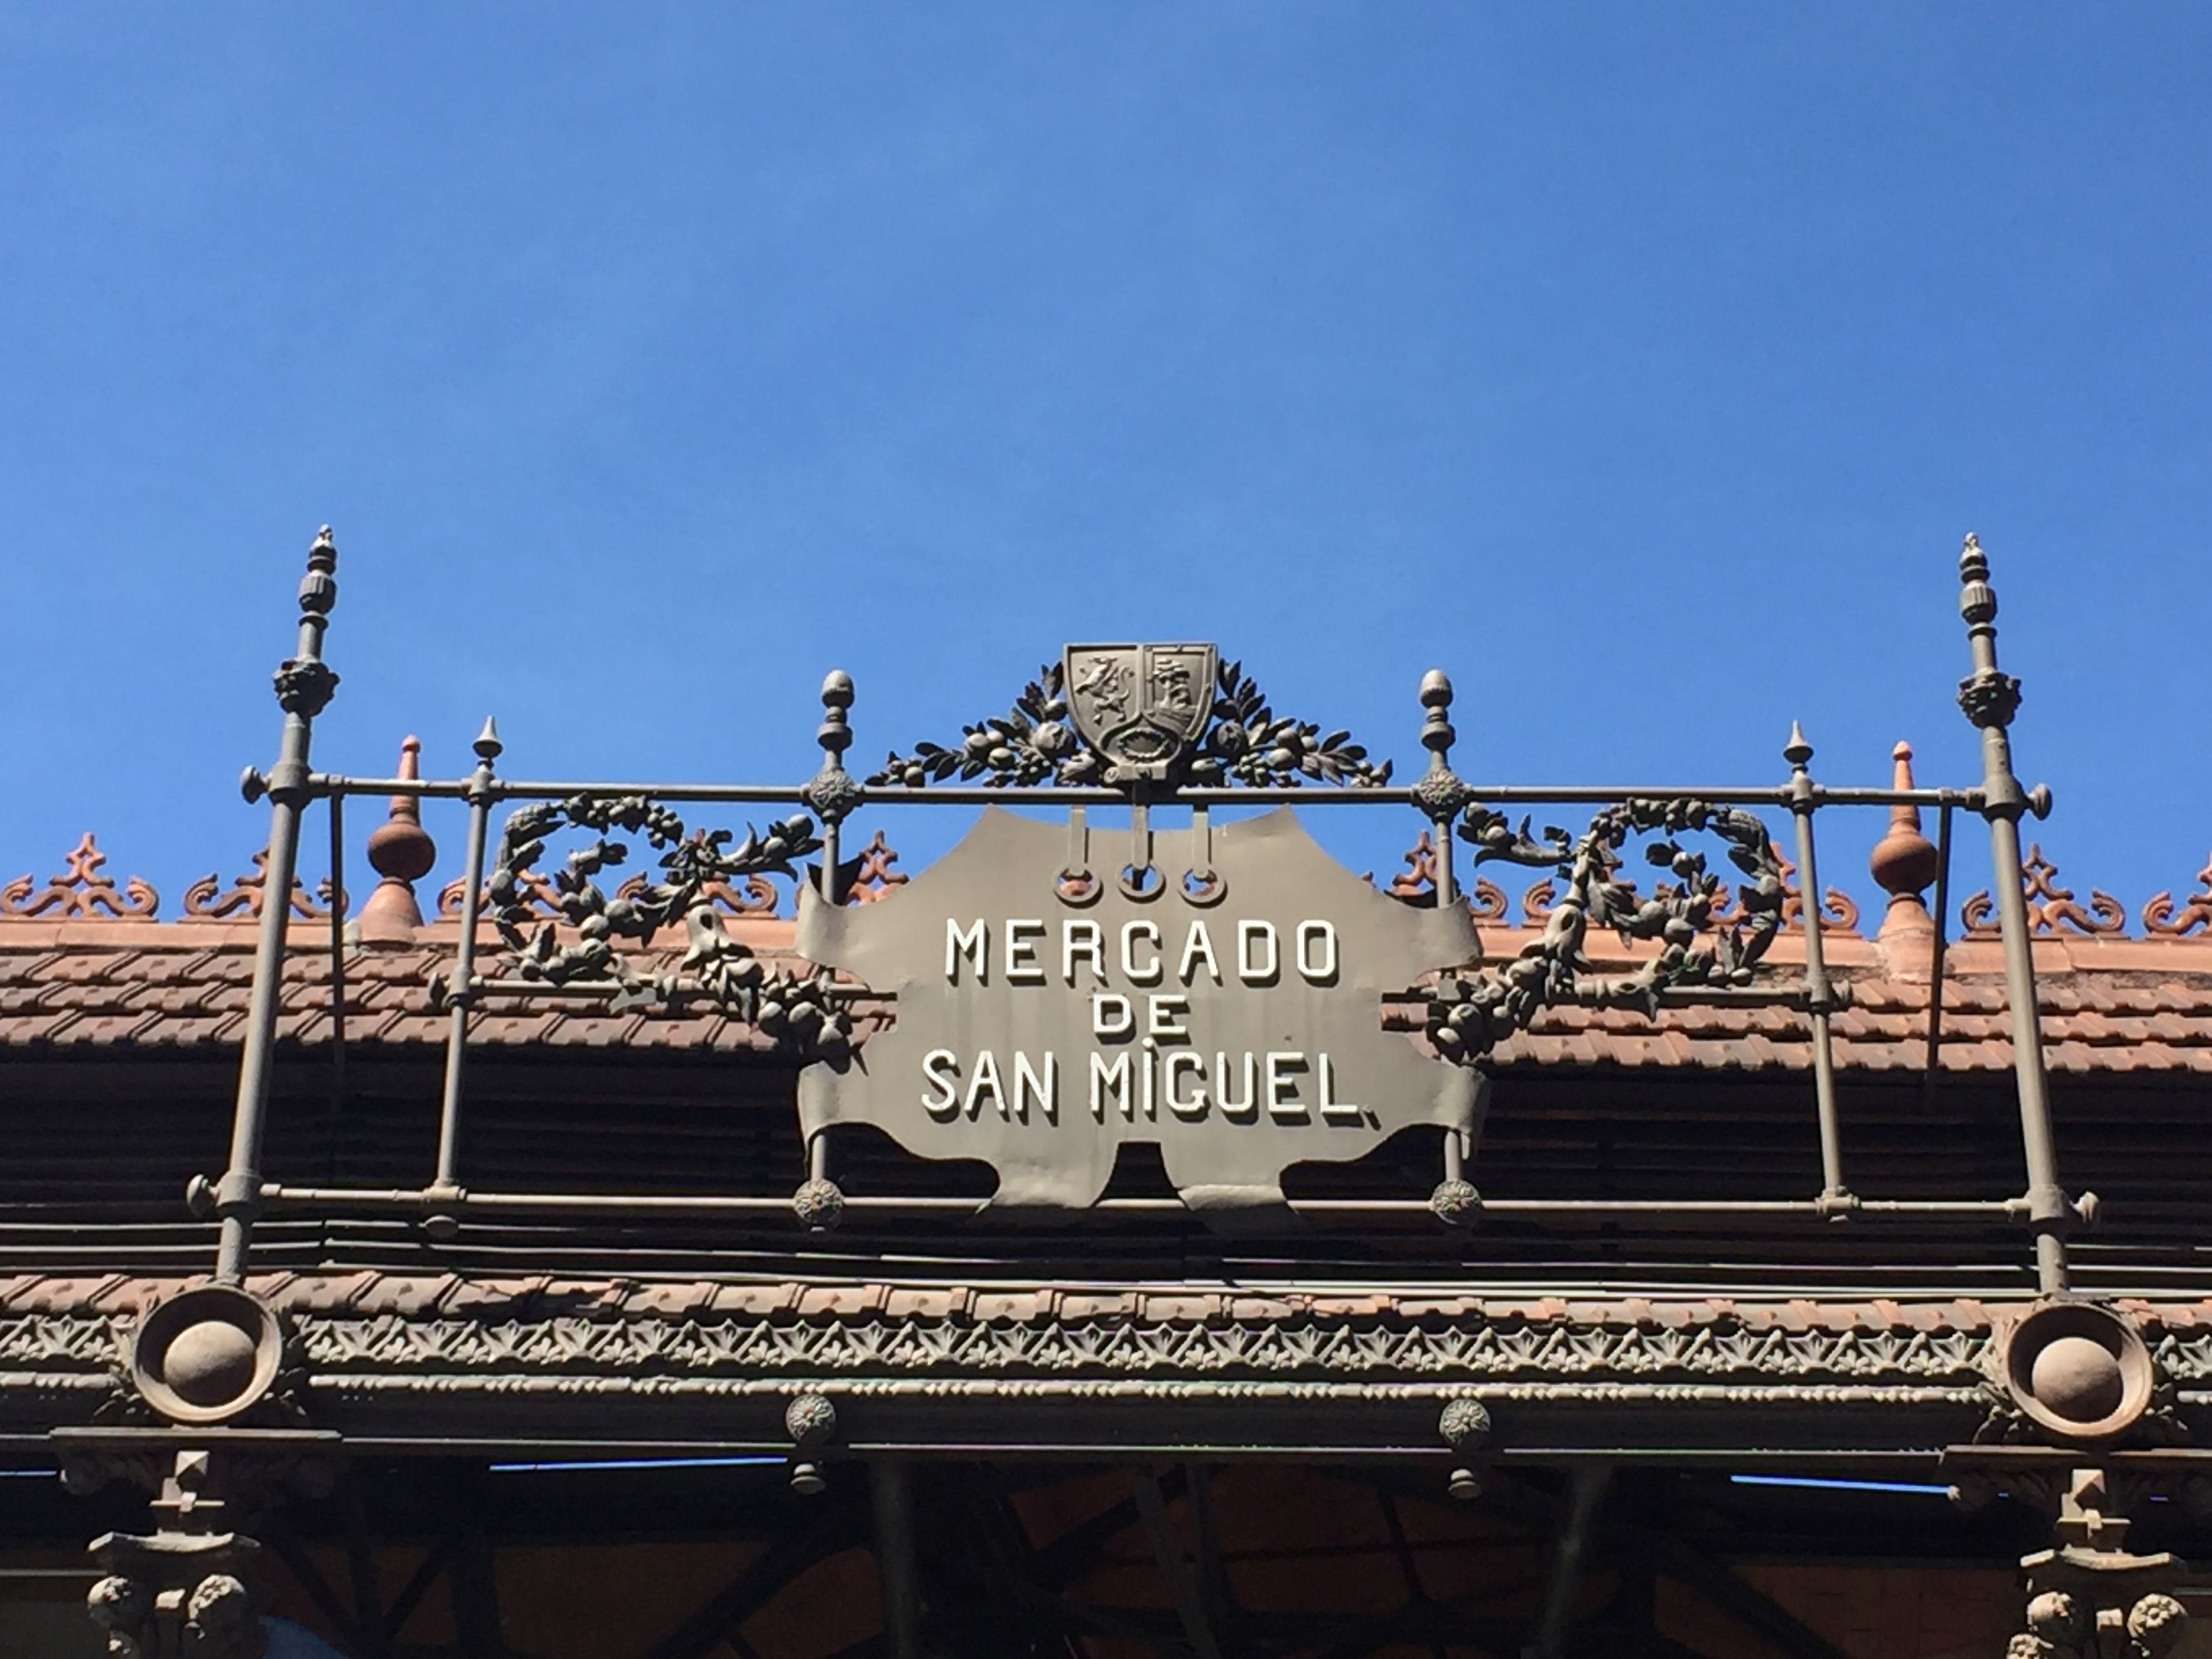 MERCADO
DE
SAN MiGUEL.